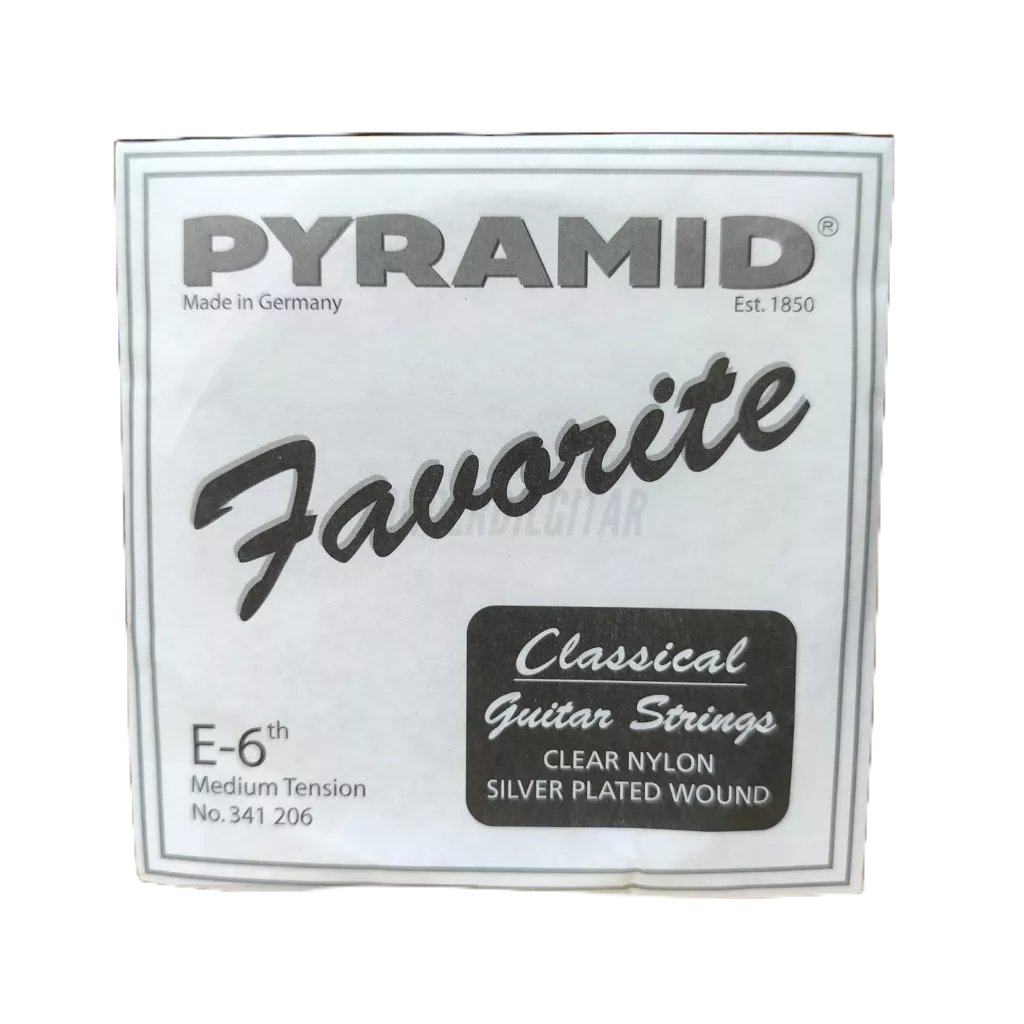 PYRAMID®
Made in Germany
Est. 1850
Favorite
Classical
Guitar Strings
CLEAR NYLON
SILVER PLATED WOUND
E-6th
Medium Tension
No. 341 206